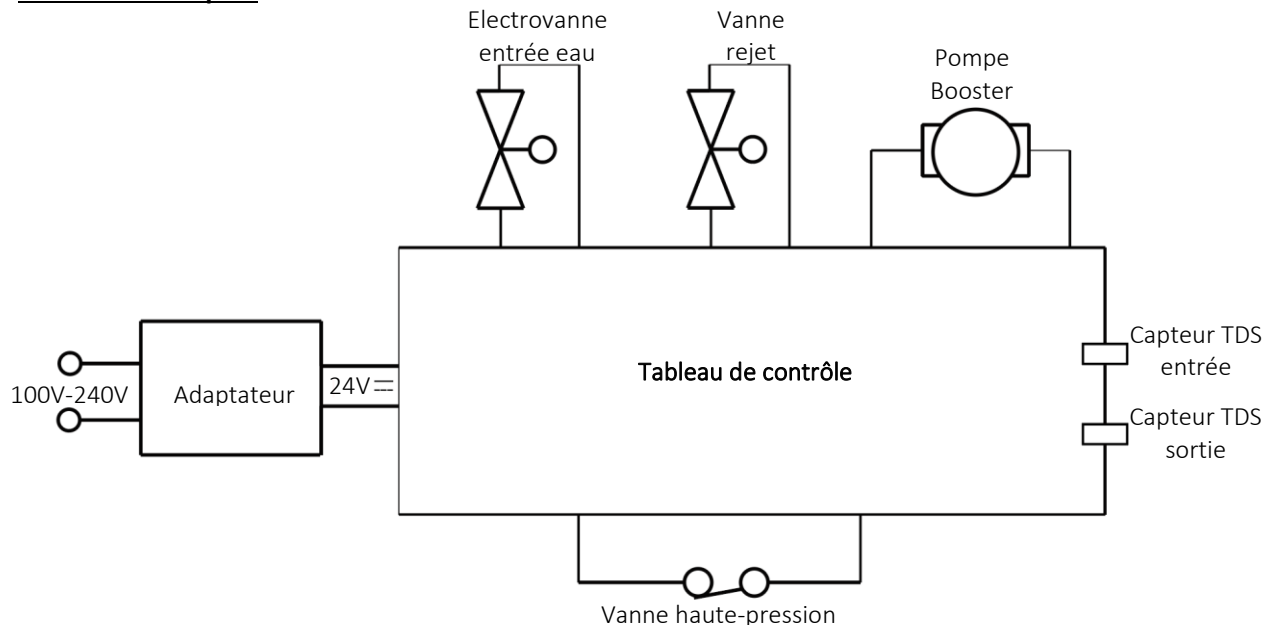 Electrovanne
entrée eau
Vanne
rejet
Pompe
Booster
100V-240V
Adaptateur
24V
Tableau de contrôle
Capteur TDS
entrée
Capteur TDS
sortie
Vanne haute-pression